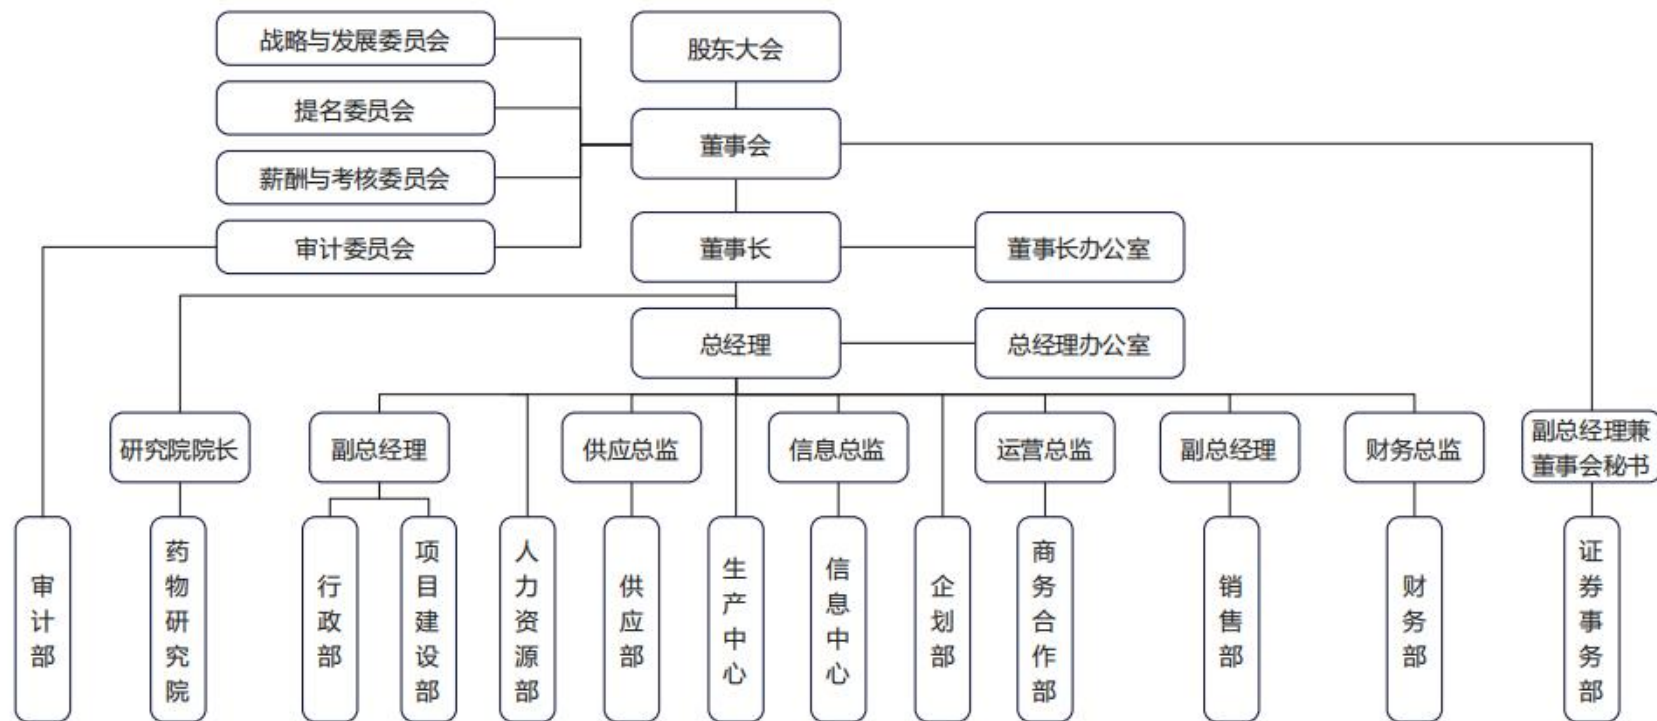 战略与发展委员会
股东大会
提名委员会
董事会
薪酬与考核委员会
审计委员会
董事长
董事长办公室
总经理
总经理办公室
研究院院长
副总经理
供应总监
信息总监
运营总监
副总经理
财务总监
副总经理兼
董事会秘书
审计部
药物研究院
行政部
项目建设部
人力资源部
供应部
生产中心
信息中心
企划部
商务合作部
销售部
财务部
证券事务部